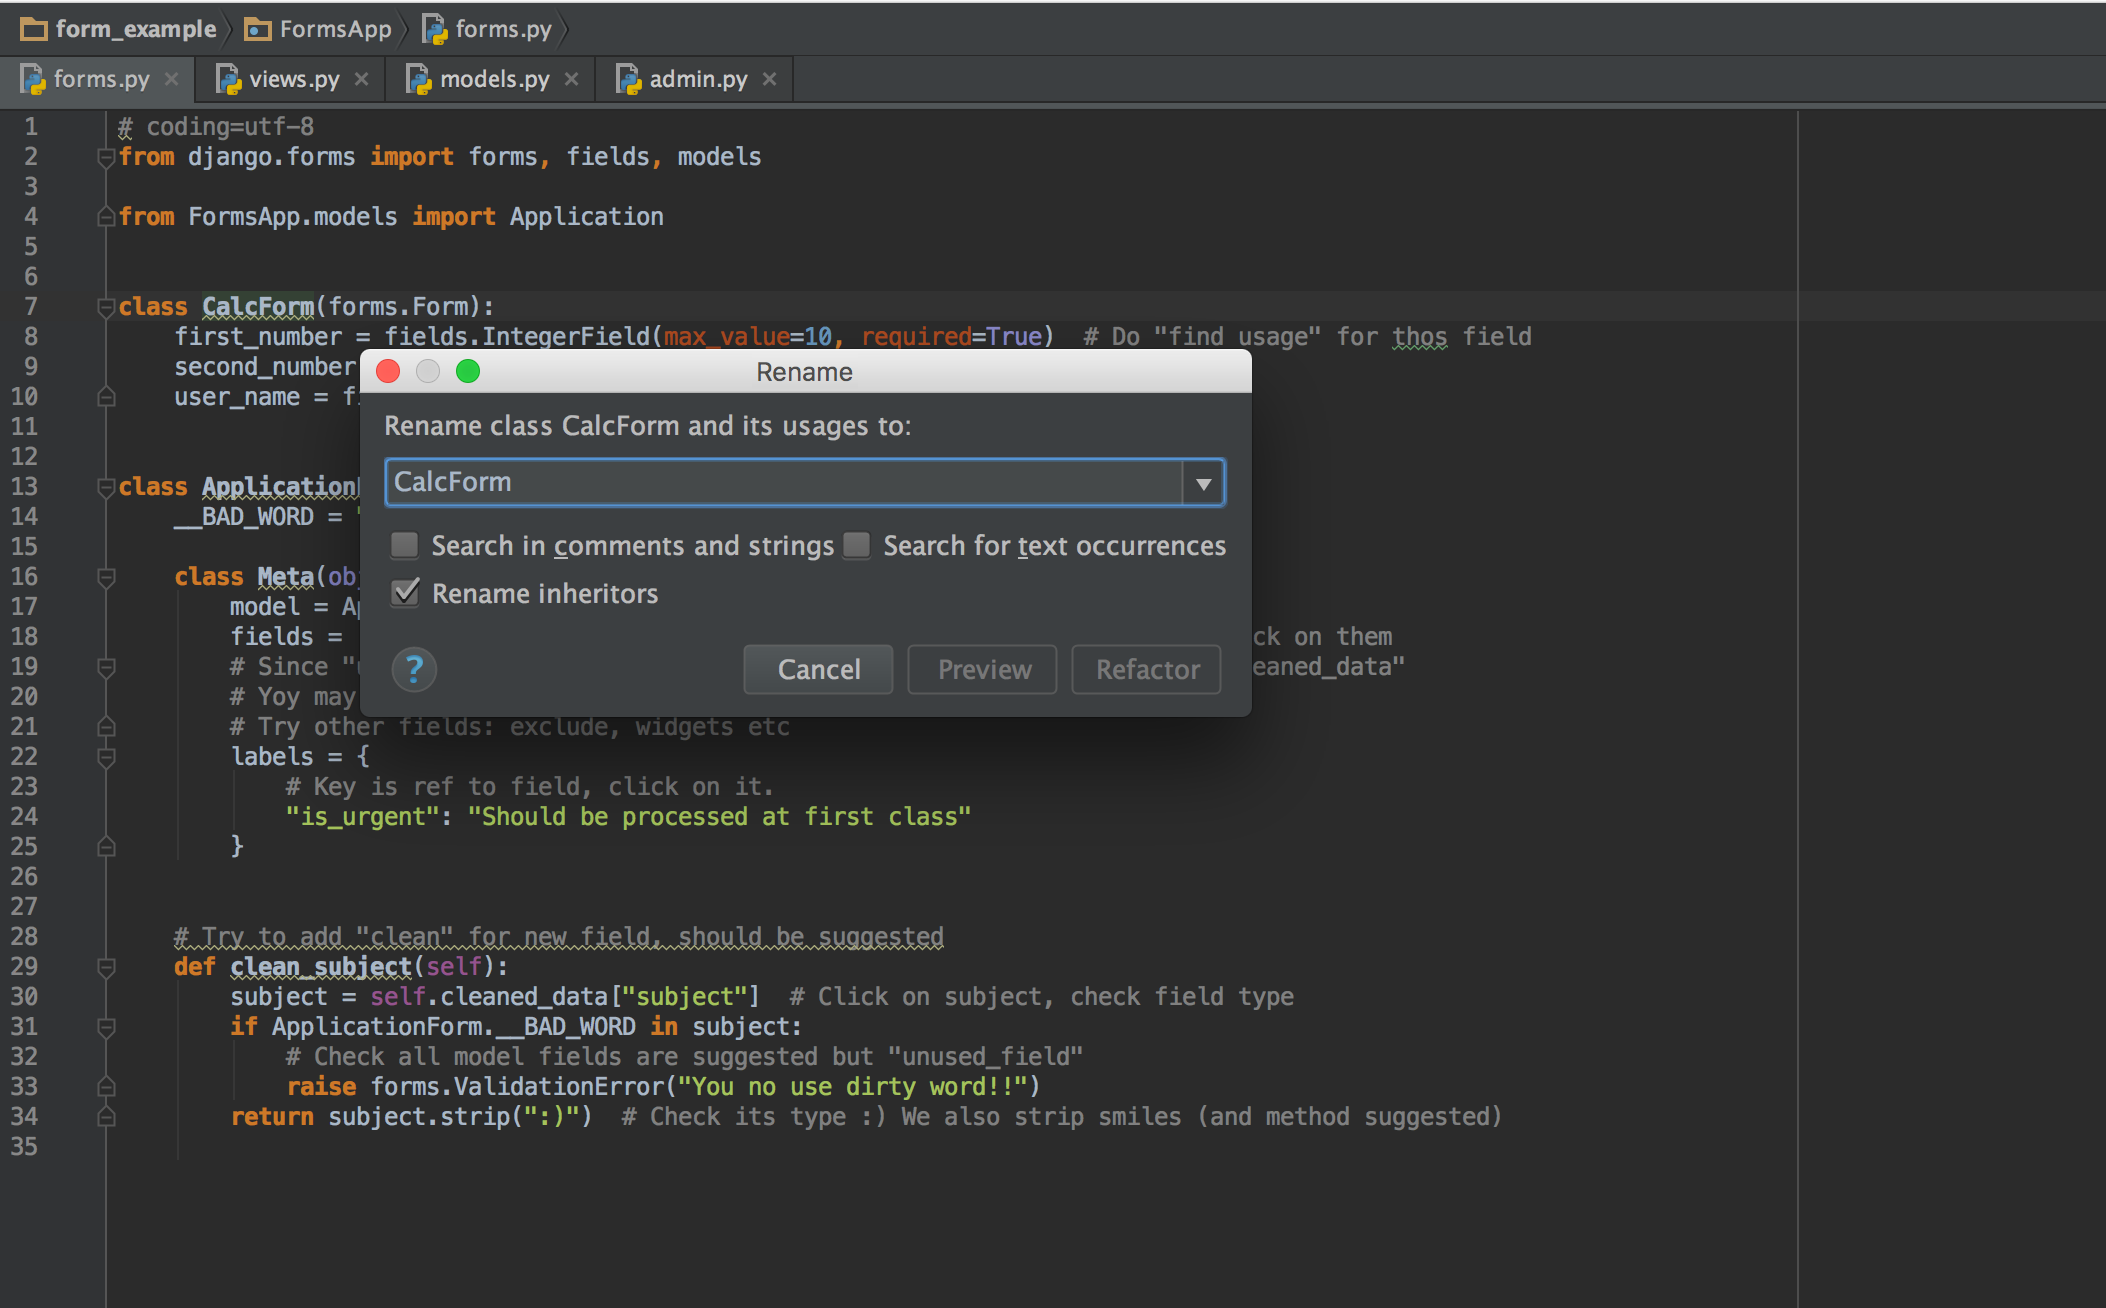 form_example FormsApp forms.py
forms.py views.py models.py admin.py
1 # coding=utf-8
2 from django.forms import forms, fields, models
3
4 from FormsApp.models import Application
5
6
7 class CalcForm(forms.Form):
8 first_number = fields.IntegerField(max_value=10, required=True) # Do "find usage" for thos field
9 second_number
10 user_name =
11
12
13 class Application
14 __BAD_WORD =
15
16 class Meta(
17 model =
18 fields = on them
19 # Since
20 # Yoy may
21 # Try other fields: exclude, widgets etc
22 labels = {
23 # Key is ref to field, click on it.
24 "is_urgent": "Should be processed at first class"
25 }
26
27
28 # Try to add "clean" for new field, should be suggested
29 def clean_subject(self):
30 subject = self.cleaned_data["subject"] # Click on subject, check field type
31 if ApplicationForm.__BAD_WORD in subject:
32 # Check all model fields are suggested but "unused_field"
33 raise forms.ValidationError("You no use dirty word!!")
34 return subject.strip(":)") # Check its type :) We also strip smiles (and method suggested)
35
Rename
Rename class CalcForm and its usages to:
CalcForm
Search in comments and strings Search for text occurrences
Rename inheritors
? Cancel Preview Refactor